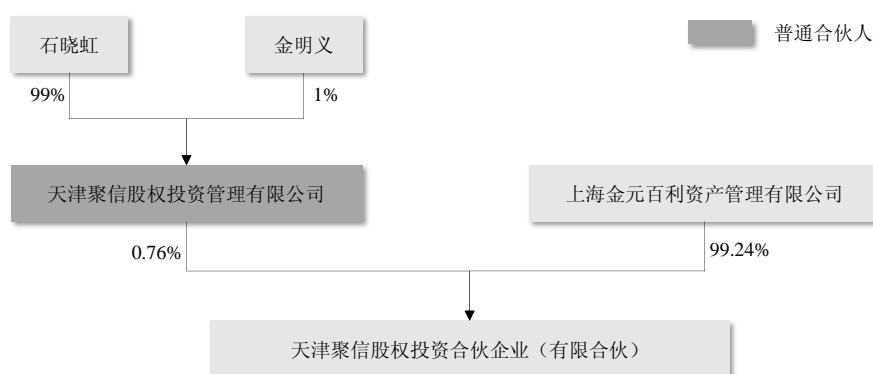 石晓虹
金明义
普通合伙人
99%
1%
天津聚信股权投资管理有限公司
上海金元百利资产管理有限公司
0.76%
99.24%
天津聚信股权投资合伙企业（有限合伙）